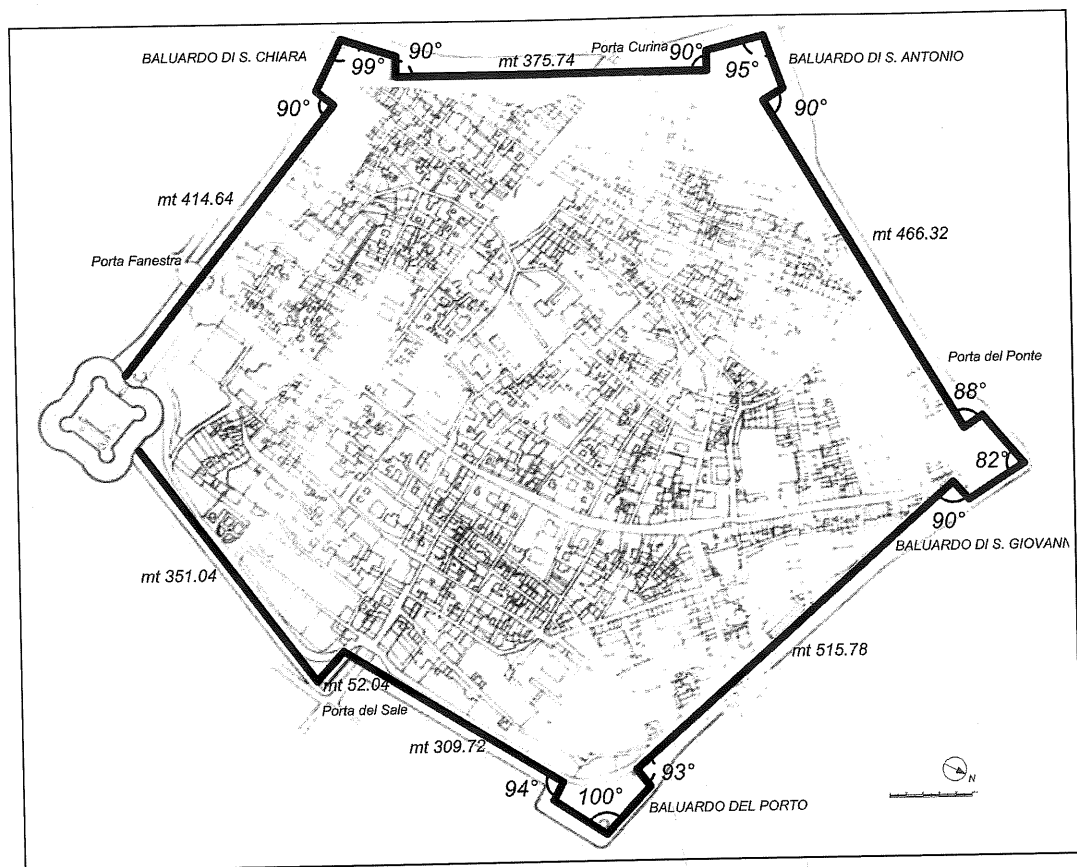 BALUARDO DI S. CHIARA
99°
90°
mt 375.74
Porta Curina
90°
95°
BALUARDO DI S. ANTONIO
90°
90°
mt 414.64
mt 466.32
Porta Fanestra
Porta del Ponte
88°
82°
90°
BALUARDO DI S. GIOVANN
mt 351.04
mt 515.78
mt 52.04
Porta del Sale
mt 309.72
94°
100°
93°
BALUARDO DEL PORTO
N